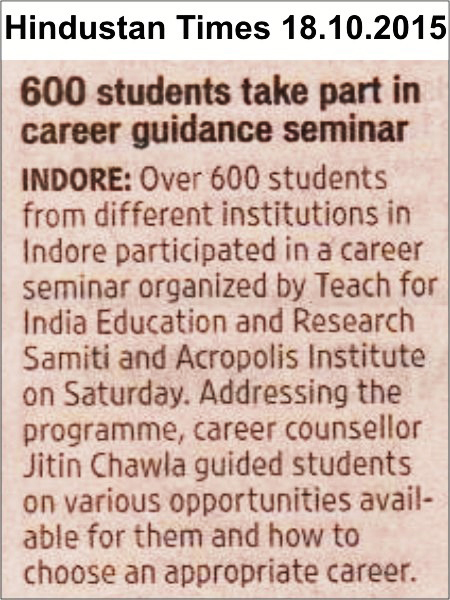 Hindustan Times 18.10.2015
600 students take part in
career guidance seminar
INDORE: Over 600 students
from different institutions in
Indore participated in a career
seminar organized by Teach for
India Education and Research
Samiti and Acropolis Institute
on Saturday. Addressing the
programme, career counsellor
Jitin Chawla guided students
on various opportunities avail-
able for them and how to
choose an appropriate career.